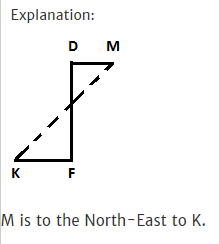 Explanation:
D M
K F
M is to the North-East to K.